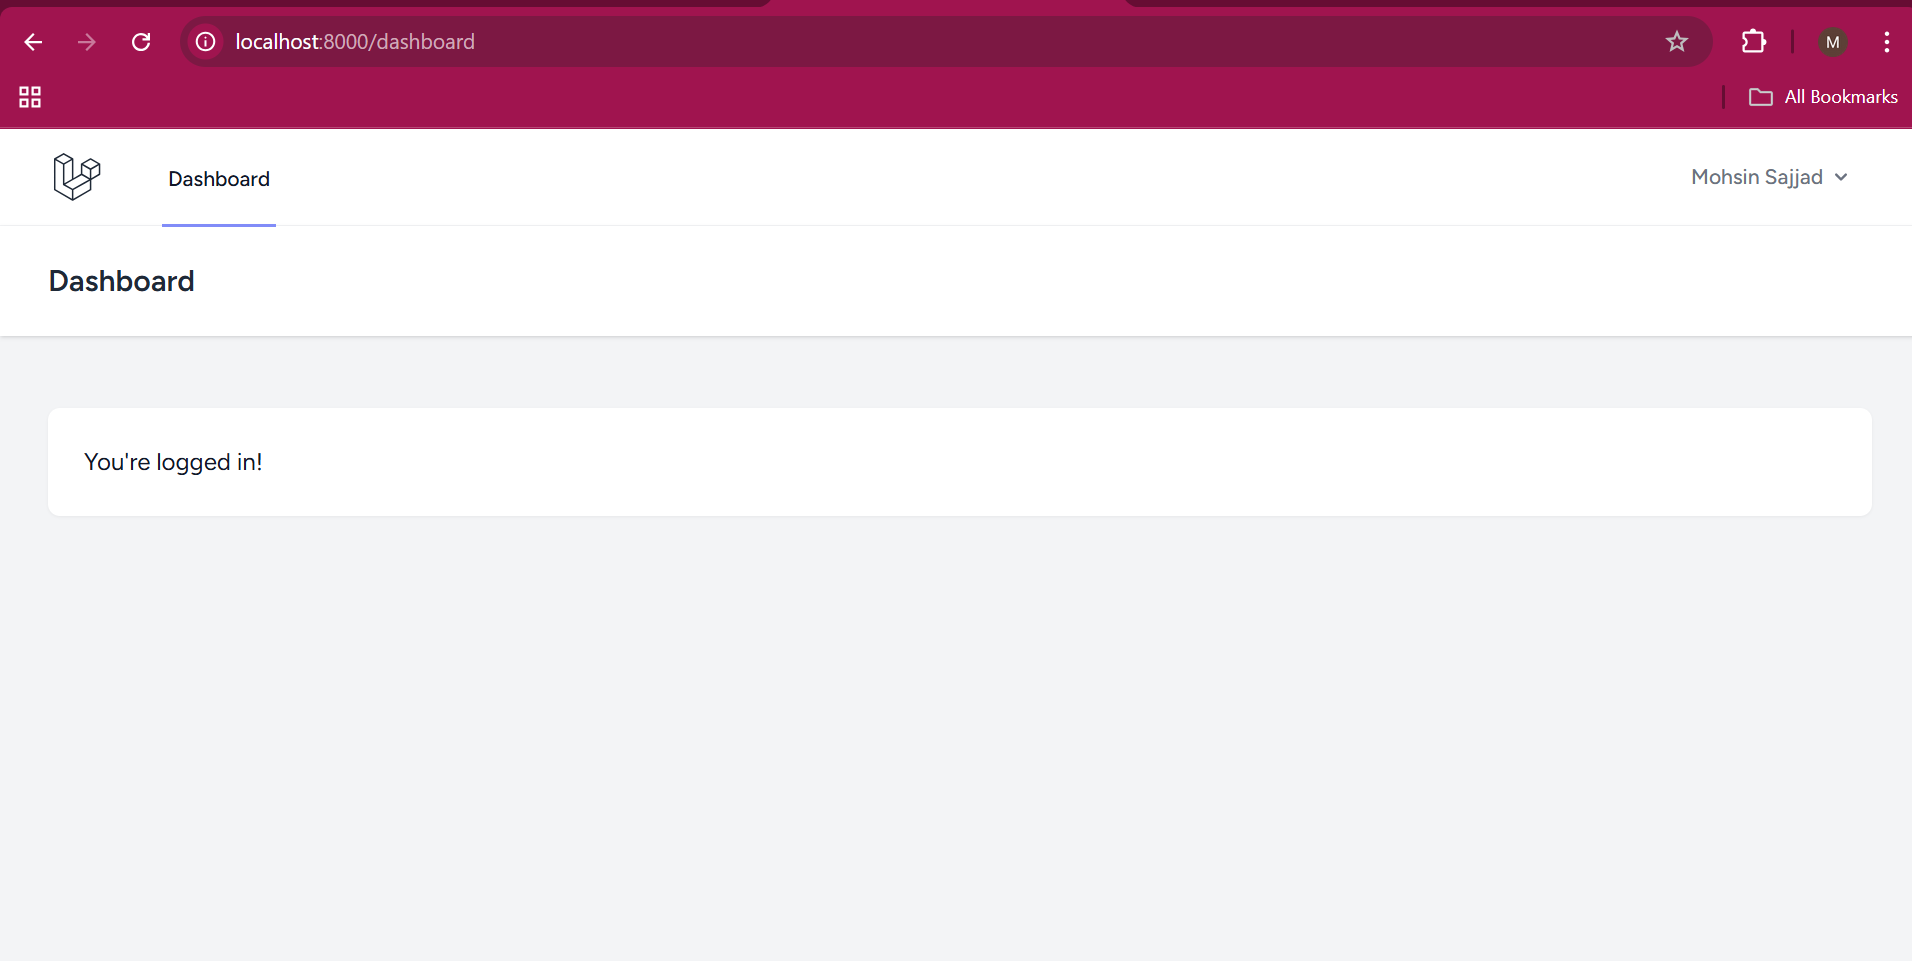 localhost:8000/dashboard
M
All Bookmarks
Dashboard
Mohsin Sajjad
Dashboard
You're logged in!